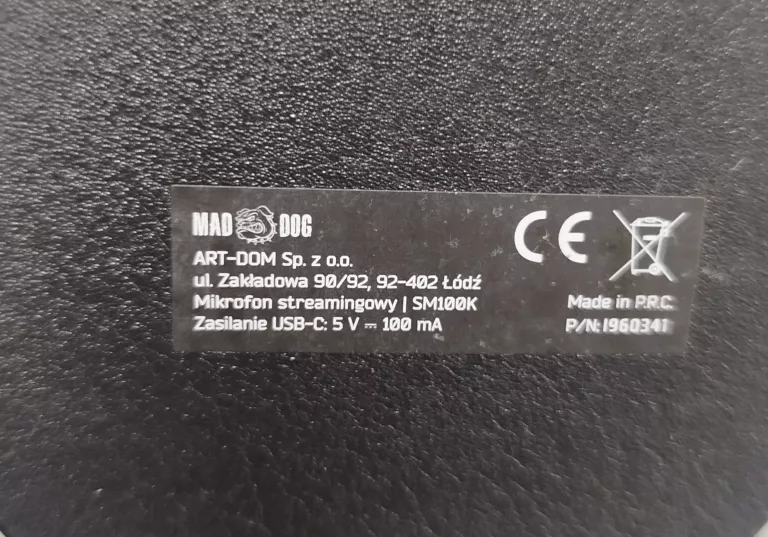 MAD DOG
ART-DOM Sp. z o.o.
ul. Zakładowa 90/92, 92-402 Łódź
Mikrofon streamingowy | SM100K
Zasilanie USB-C: 5 V ⎓ 100 mA
CE
Made in P.R.C.
P/N: 1960341